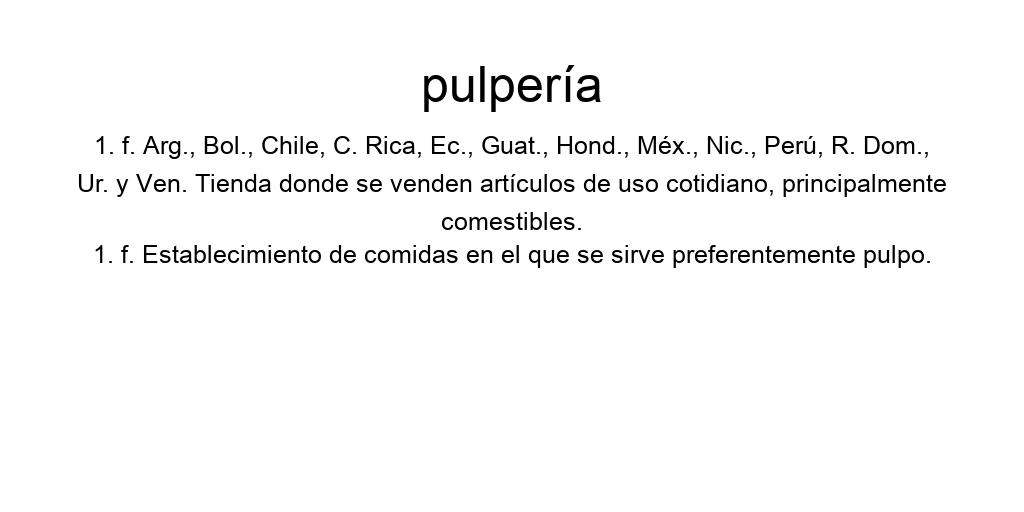 pulpería
1. f. Arg., Bol., Chile, C. Rica, Ec., Guat., Hond., Méx., Nic., Perú, R. Dom.,
Ur. y Ven. Tienda donde se venden artículos de uso cotidiano, principalmente
comestibles.
1. f. Establecimiento de comidas en el que se sirve preferentemente pulpo.